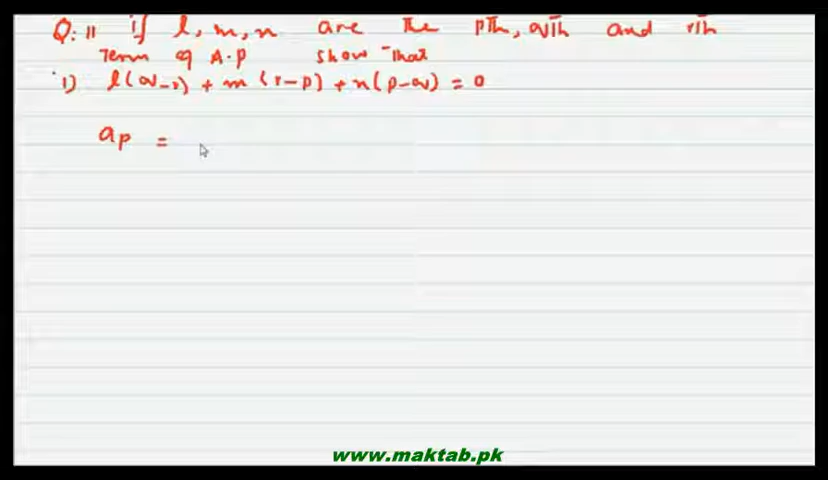 Q: 11 if l, m, n are the pth, qth and rth
Term of A.P show that
i) l(q-r) + m (r-p) + n(p-q) = 0
ap =
www.maktab.pk